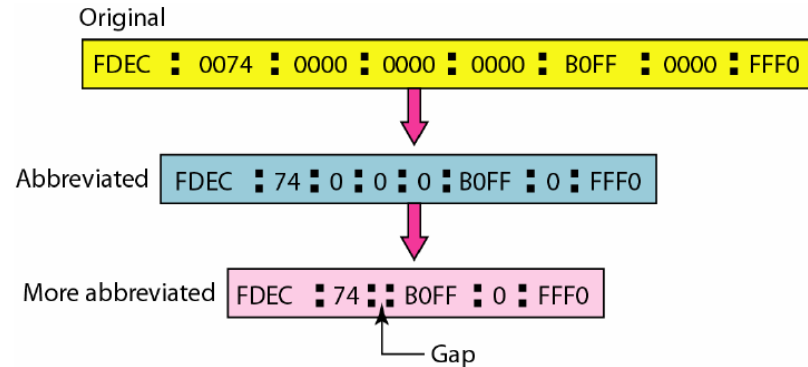 Original
FDEC : 0074 : 0000 : 0000 : 0000 : B0FF : 0000 : FFF0
Abbreviated
FDEC : 74 : 0 : 0 : 0 : B0FF : 0 : FFF0
More abbreviated
FDEC : 74 : : B0FF : 0 : FFF0
Gap